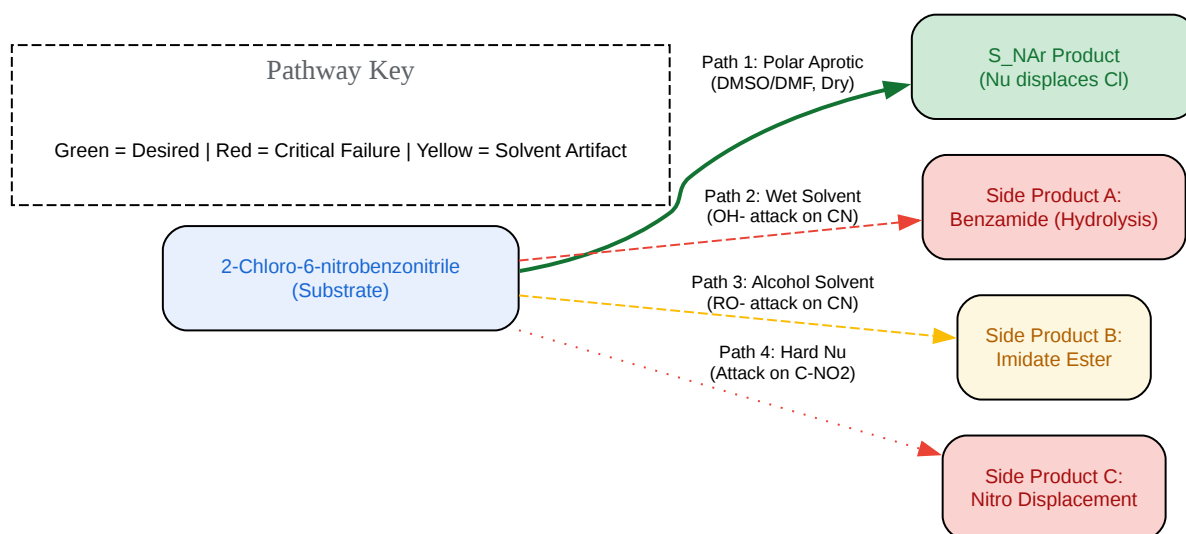 Pathway Key
Green = Desired | Red = Critical Failure | Yellow = Solvent Artifact
2-Chloro-6-nitrobenzonitrile
(Substrate)
Path 1: Polar Aprotic
(DMSO/DMF, Dry)
S_NAr Product
(Nu displaces Cl)
Path 2: Wet Solvent
(OH- attack on CN)
Side Product A:
Benzamide (Hydrolysis)
Path 3: Alcohol Solvent
(RO- attack on CN)
Side Product B:
Imidate Ester
Path 4: Hard Nu
(Attack on C-NO2)
Side Product C:
Nitro Displacement